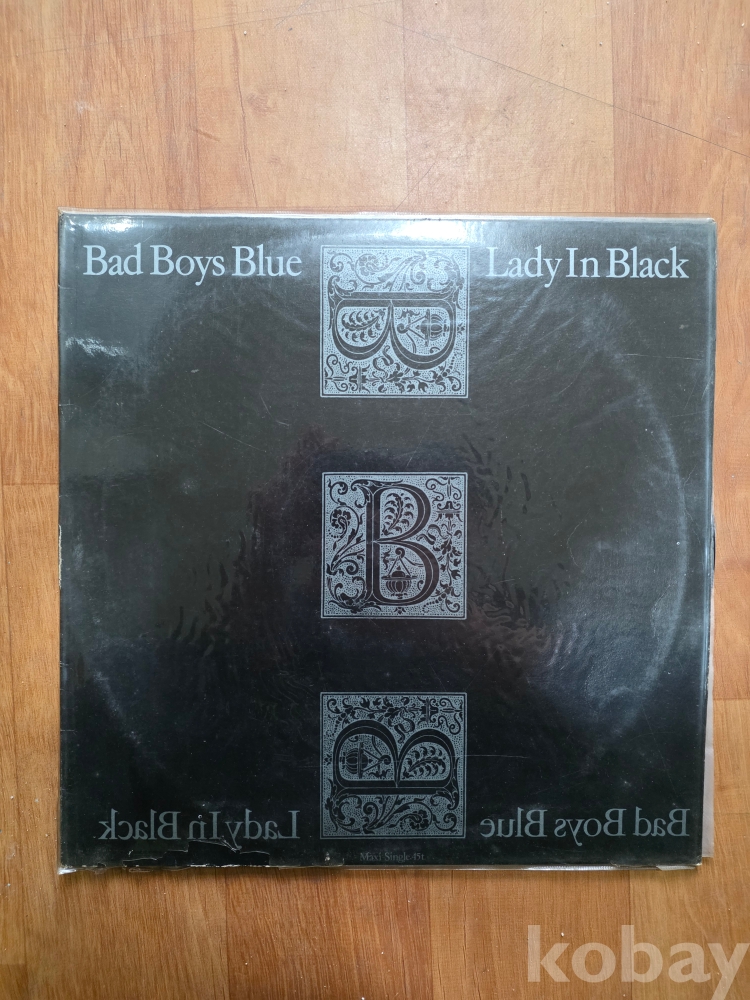 Bad Boys Blue
Lady In Black
B
B
B
Lady In Black
Bad Boys Blue
Maxi Single 45
kobay